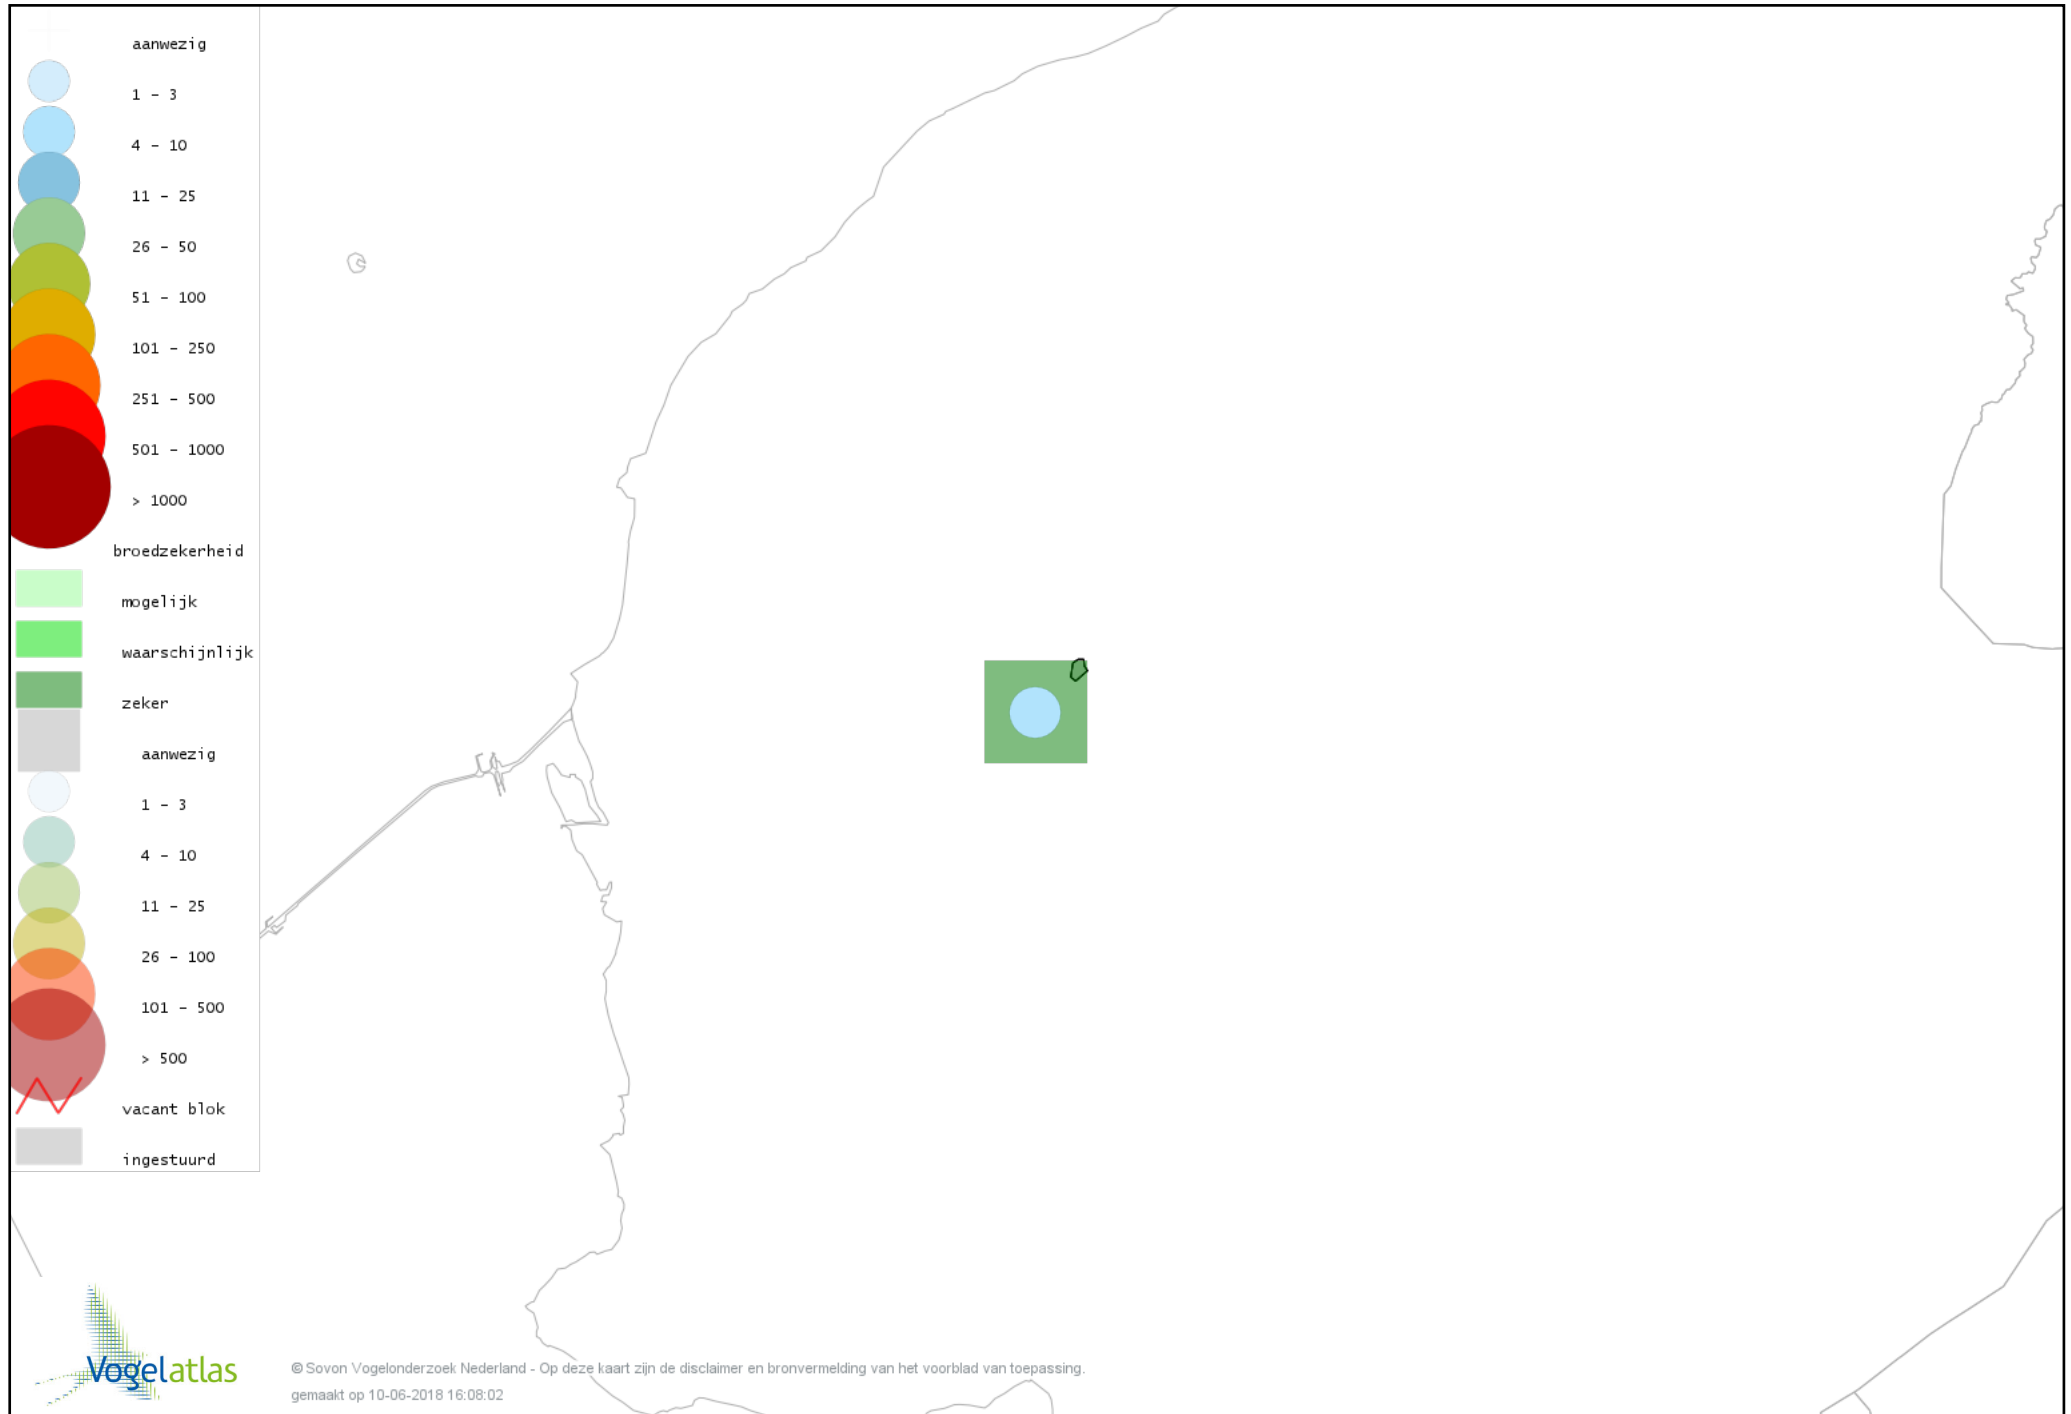 aanwezig
1 - 3
4 - 10
11 - 25
26 - 50
51 - 100
101 - 250
251 - 500
501 - 1000
> 1000
broedzekerheid
mogelijk
waarschijnlijk
zeker
aanwezig
1 - 3
4 - 10
11 - 25
26 - 100
101 - 500
> 500
vacant blok
ingestuurd
Vogelatlas
© Sovon Vogelonderzoek Nederland - Op deze kaart zijn de disclaimer en bronvermelding van het voorblad van toepassing.
gemaakt op 10-06-2018 16:08:02